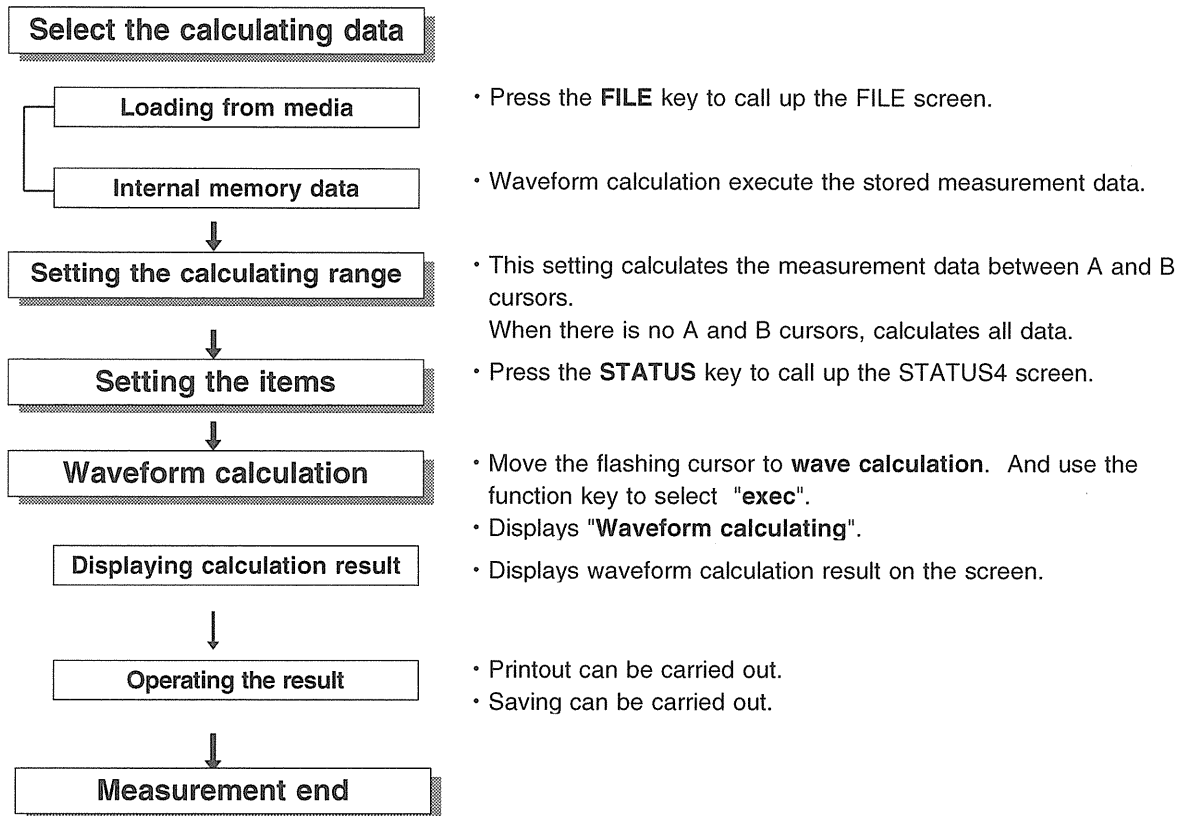 Select the calculating data
Loading from media
・Press the FILE key to call up the FILE screen.
Internal memory data
・Waveform calculation execute the stored measurement data.
Setting the calculating range
・This setting calculates the measurement data between A and B
cursors.
When there is no A and B cursors, calculates all data.
Setting the items
・Press the STATUS key to call up the STATUS4 screen.
Waveform calculation
・Move the flashing cursor to wave calculation. And use the
function key to select "exec".
・Displays "Waveform calculating".
Displaying calculation result
・Displays waveform calculation result on the screen.
Operating the result
・Printout can be carried out.
・Saving can be carried out.
Measurement end